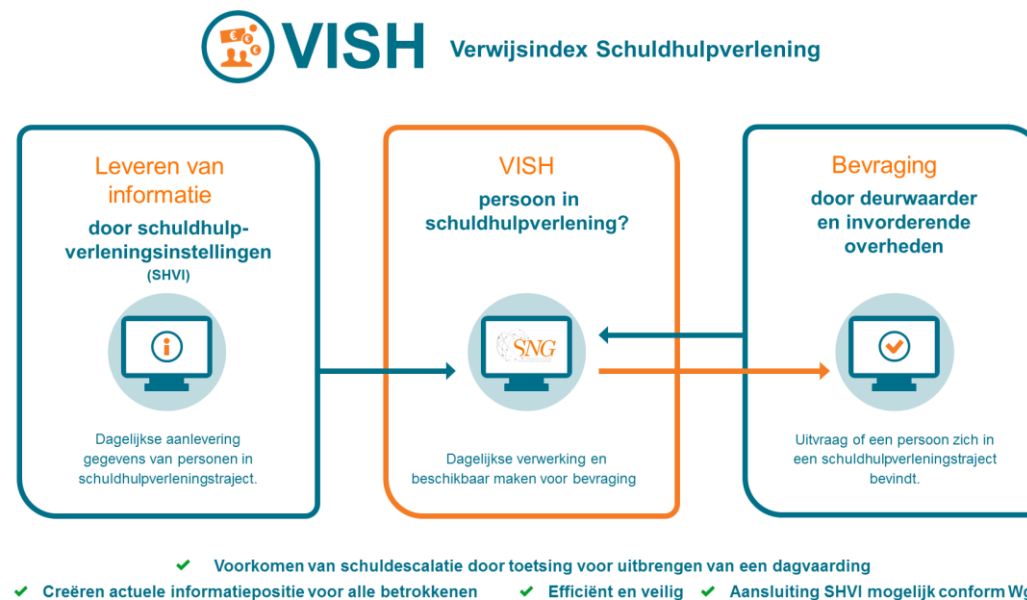 VISH Verwijsindex Schuldhulpverlening
Leveren van
informatie
door schuldhulp-
verleningsinstellingen
(SHVI)
Dagelijkse aanlevering
gegevens van personen in
schuldhulpverleningstraject.
VISH
persoon in
schuldhulpverlening?
SNG
Dagelijkse verwerking en
beschikbaar maken voor bevraging
Bevraging
door deurwaarder
en invorderende
overheden
Uitvraag of een persoon zich in
een schuldhulpverleningstraject
bevindt.
Voorkomen van schuldescalatie door toetsing voor uitbrengen van een dagvaarding
Creëren actuele informatiepositie voor alle betrokkenen
Efficiënt en veilig
Aansluiting SHVI mogelijk conform